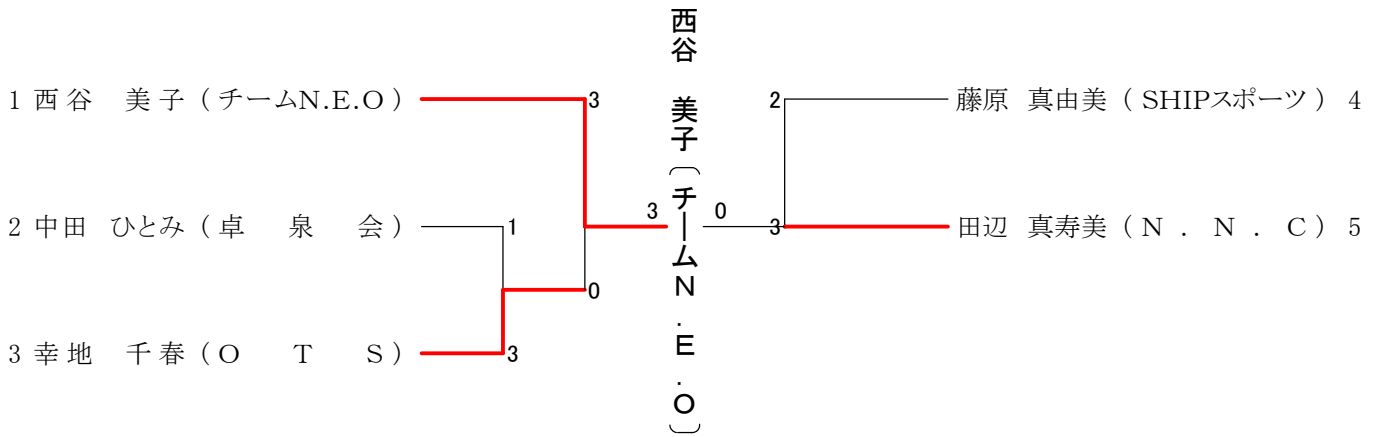 西谷 美子（チームN.E.O）
1 西谷 美子（チームN.E.O）
3
2 中田 ひとみ（卓 泉 会）
1
3 幸地 千春（O T S）
3
0
3
0
2
藤原 真由美（SHIPスポーツ） 4
3
田辺 真寿美（N . N . C） 5